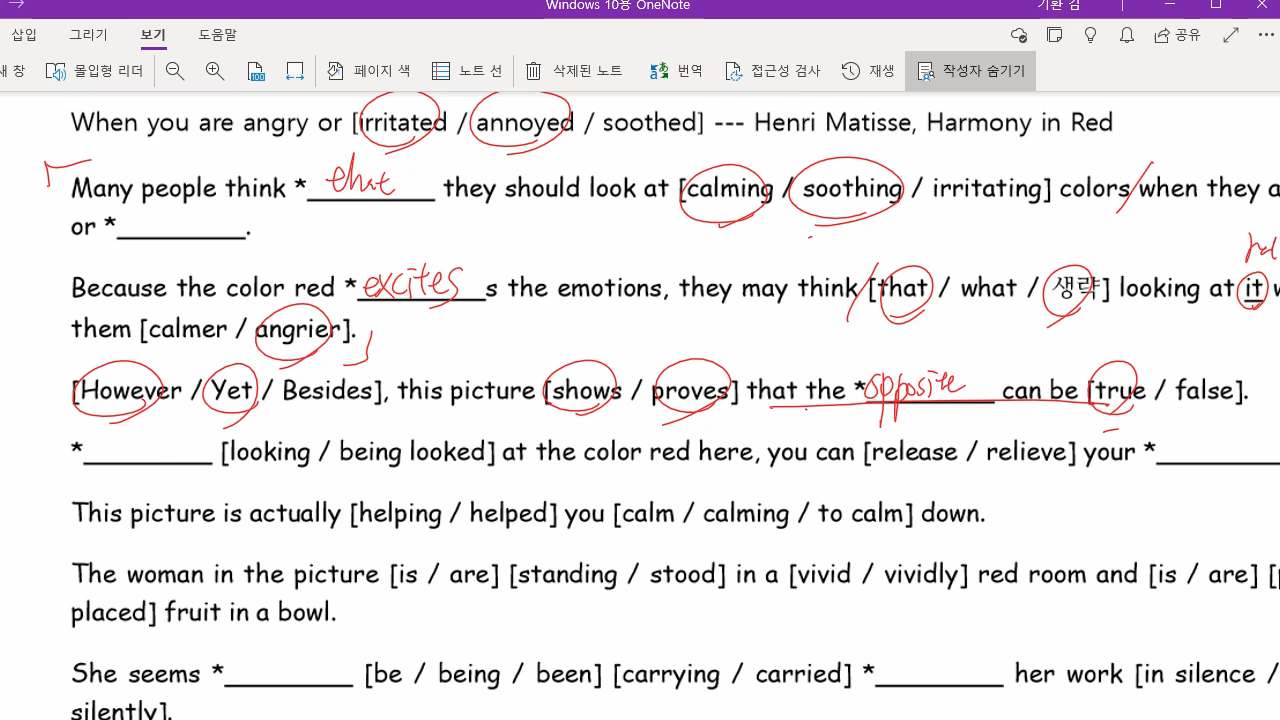 Windows 10용 OneNote 기환 김
삽입 그리기 보기 도움말 공유
새 창 몰입형 리더 페이지 색 노트 선 삭제된 노트 번역 접근성 검사 재생 작성자 숨기기
When you are angry or [irritated / annoyed / soothed] --- Henri Matisse, Harmony in Red
Many people think * that they should look at [calming / soothing / irritating] colors when they
or *__________.
Because the color red * excites s the emotions, they may think [that / what / 생략] looking at it
them [calmer / angrier].
[However / Yet / Besides], this picture [shows / proves] that the * opposite can be [true / false].
*__________ [looking / being looked] at the color red here, you can [release / relieve] your *__________
This picture is actually [helping / helped] you [calm / calming / to calm] down.
The woman in the picture [is / are] [standing / stood] in a [vivid / vividly] red room and [is / are] [
placed] fruit in a bowl.
She seems *__________ [be / being / been] [carrying / carried] *__________ her work [in silence /
silently].